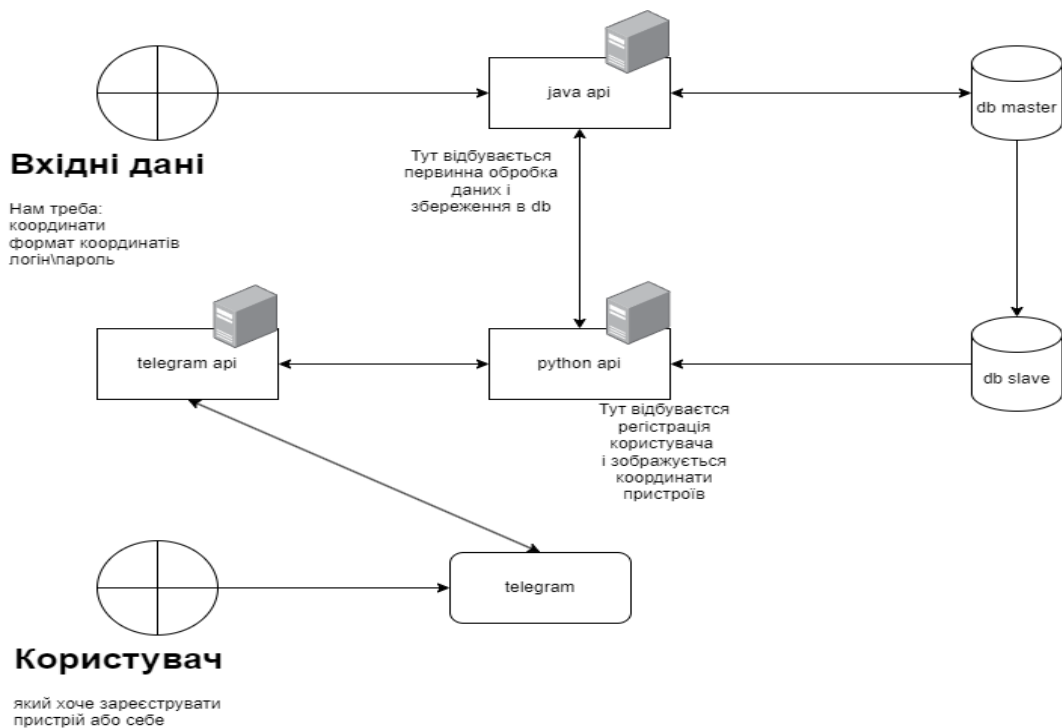 java api
db master
Вхідні дані
Тут відбувається
первинна обробка
даних і
збереження в db
Нам треба:
координати
формат координатів
логін\пароль
telegram api
python api
db slave
Тут відбуваєтся
регістрація
користувача
і зображується
координати
пристроїв
telegram
Користувач
який хоче зареєструвати
пристрій або себе